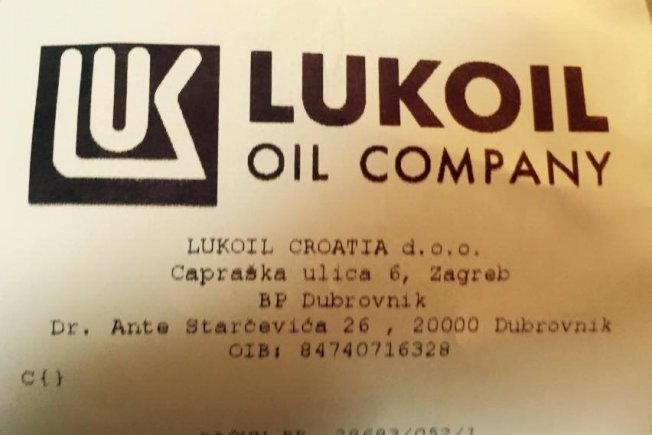 LUK LUKOIL
OIL COMPANY
LUKOIL CROATIA d.o.o.
Capraška ulica 6, Zagreb
BP Dubrovnik
Dr. Ante Starčevića 26 , 20000 Dubrovnik
OIB: 84740716328
C{}